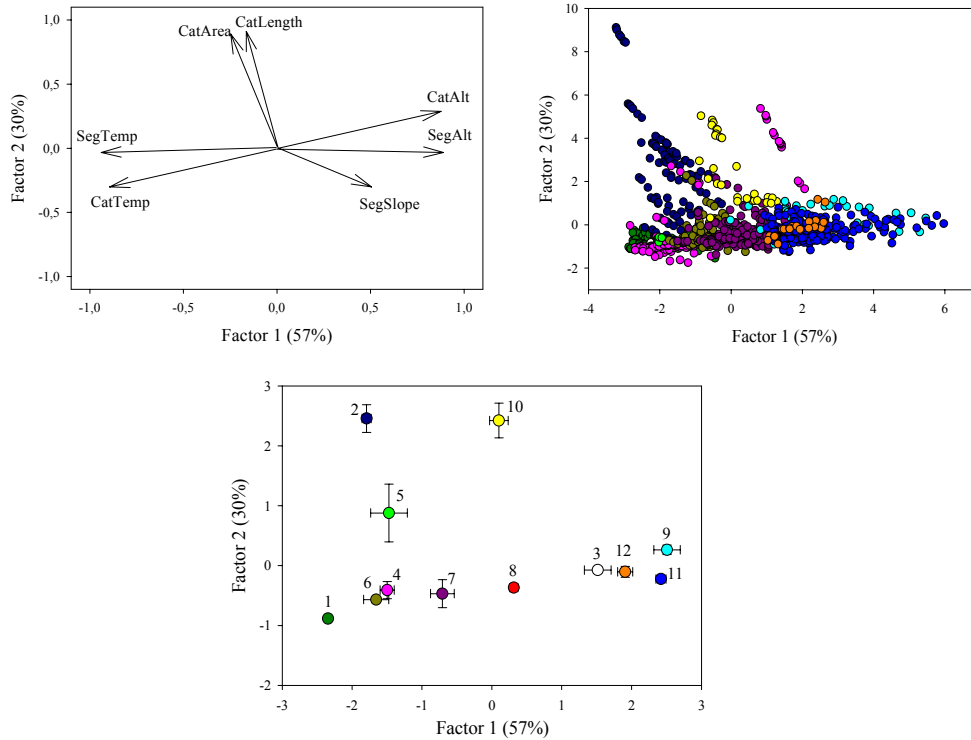 1,0
0,5
0,0
-0,5
-1,0
Factor 2 (30%)
CatArea
CatLength
CatAlt
SegAlt
SegTemp
CatTemp
SegSlope
-1,0 -0,5 0,0 0,5 1,0
Factor 1 (57%)
10
8
6
4
2
0
-2
Factor 2 (30%)
-4 -2 0 2 4 6
Factor 1 (57%)
3
2
1
0
-1
-2
Factor 2 (30%)
2
10
5
9
3
12
11
4
6
7
8
1
-3 -2 -1 0 1 2 3
Factor 1 (57%)